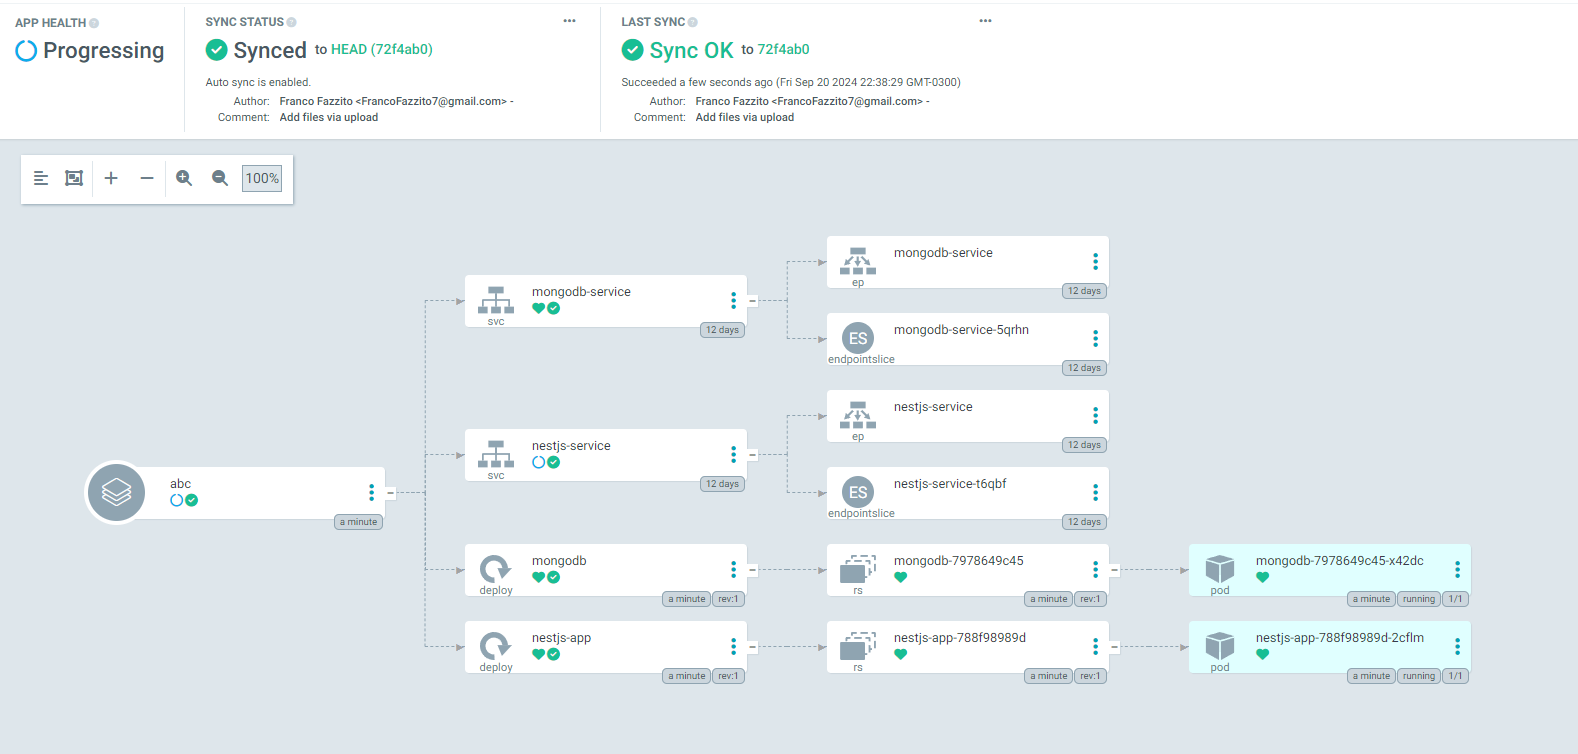 APP HEALTH
Progressing
SYNC STATUS
Synced to HEAD (72f4ab0)
Auto sync is enabled.
Author: Franco Fazzito <FrancoFazzito7@gmail.com> -
Comment: Add files via upload
LAST SYNC
Sync OK to 72f4ab0
Succeeded a few seconds ago (Fri Sep 20 2024 22:38:29 GMT-0300)
Author: Franco Fazzito <FrancoFazzito7@gmail.com> -
Comment: Add files via upload
100%
abc
a minute
mongodb-service
svc
12 days
mongodb-service
ep
12 days
ES
mongodb-service-5qrhn
endpointslice
12 days
nestjs-service
svc
12 days
nestjs-service
ep
12 days
ES
nestjs-service-t6qbf
endpointslice
12 days
mongodb
deploy
a minute rev:1
mongodb-7978649c45
rs
a minute rev:1
mongodb-7978649c45-x42dc
pod
a minute running 1/1
nestjs-app
deploy
a minute rev:1
nestjs-app-788f98989d
rs
a minute rev:1
nestjs-app-788f98989d-2cflm
pod
a minute running 1/1